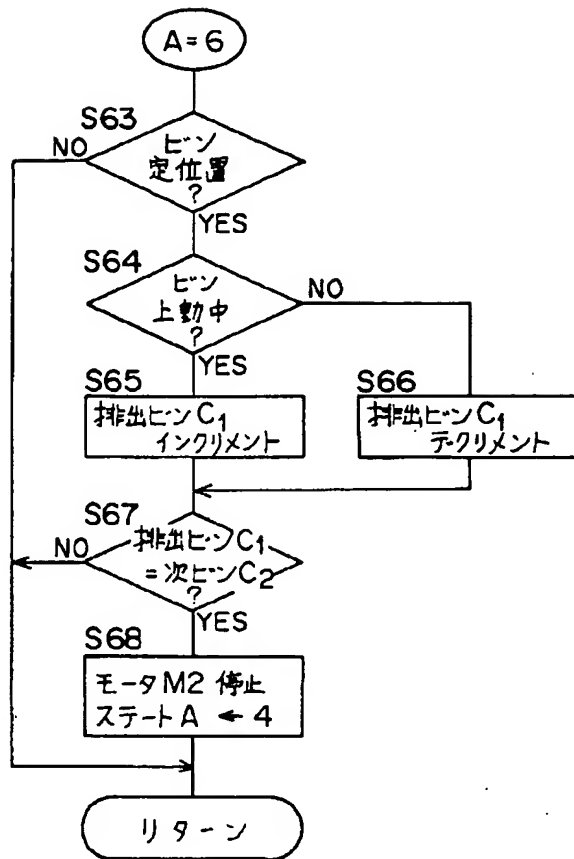 A=6
S63
NO
ビン
定位置
?
YES
S64
ビン
上動中
?
NO
YES
S65
排出ビンC₁
インクリメント
S66
排出ビンC₁
デクリメント
S67
NO
排出ビンC₁
=次ビンC₂
?
YES
S68
モータM2 停止
ステートA ← 4
リターン